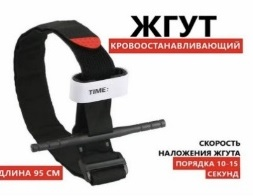 ЖГУТ
КРОВООСТАНАВЛИВАЮЩИЙ
TIME:
СКОРОСТЬ
НАЛОЖЕНИЯ ЖГУТА
ПОРЯДКА 10-15
СЕКУНД
ДЛИНА 95 СМ